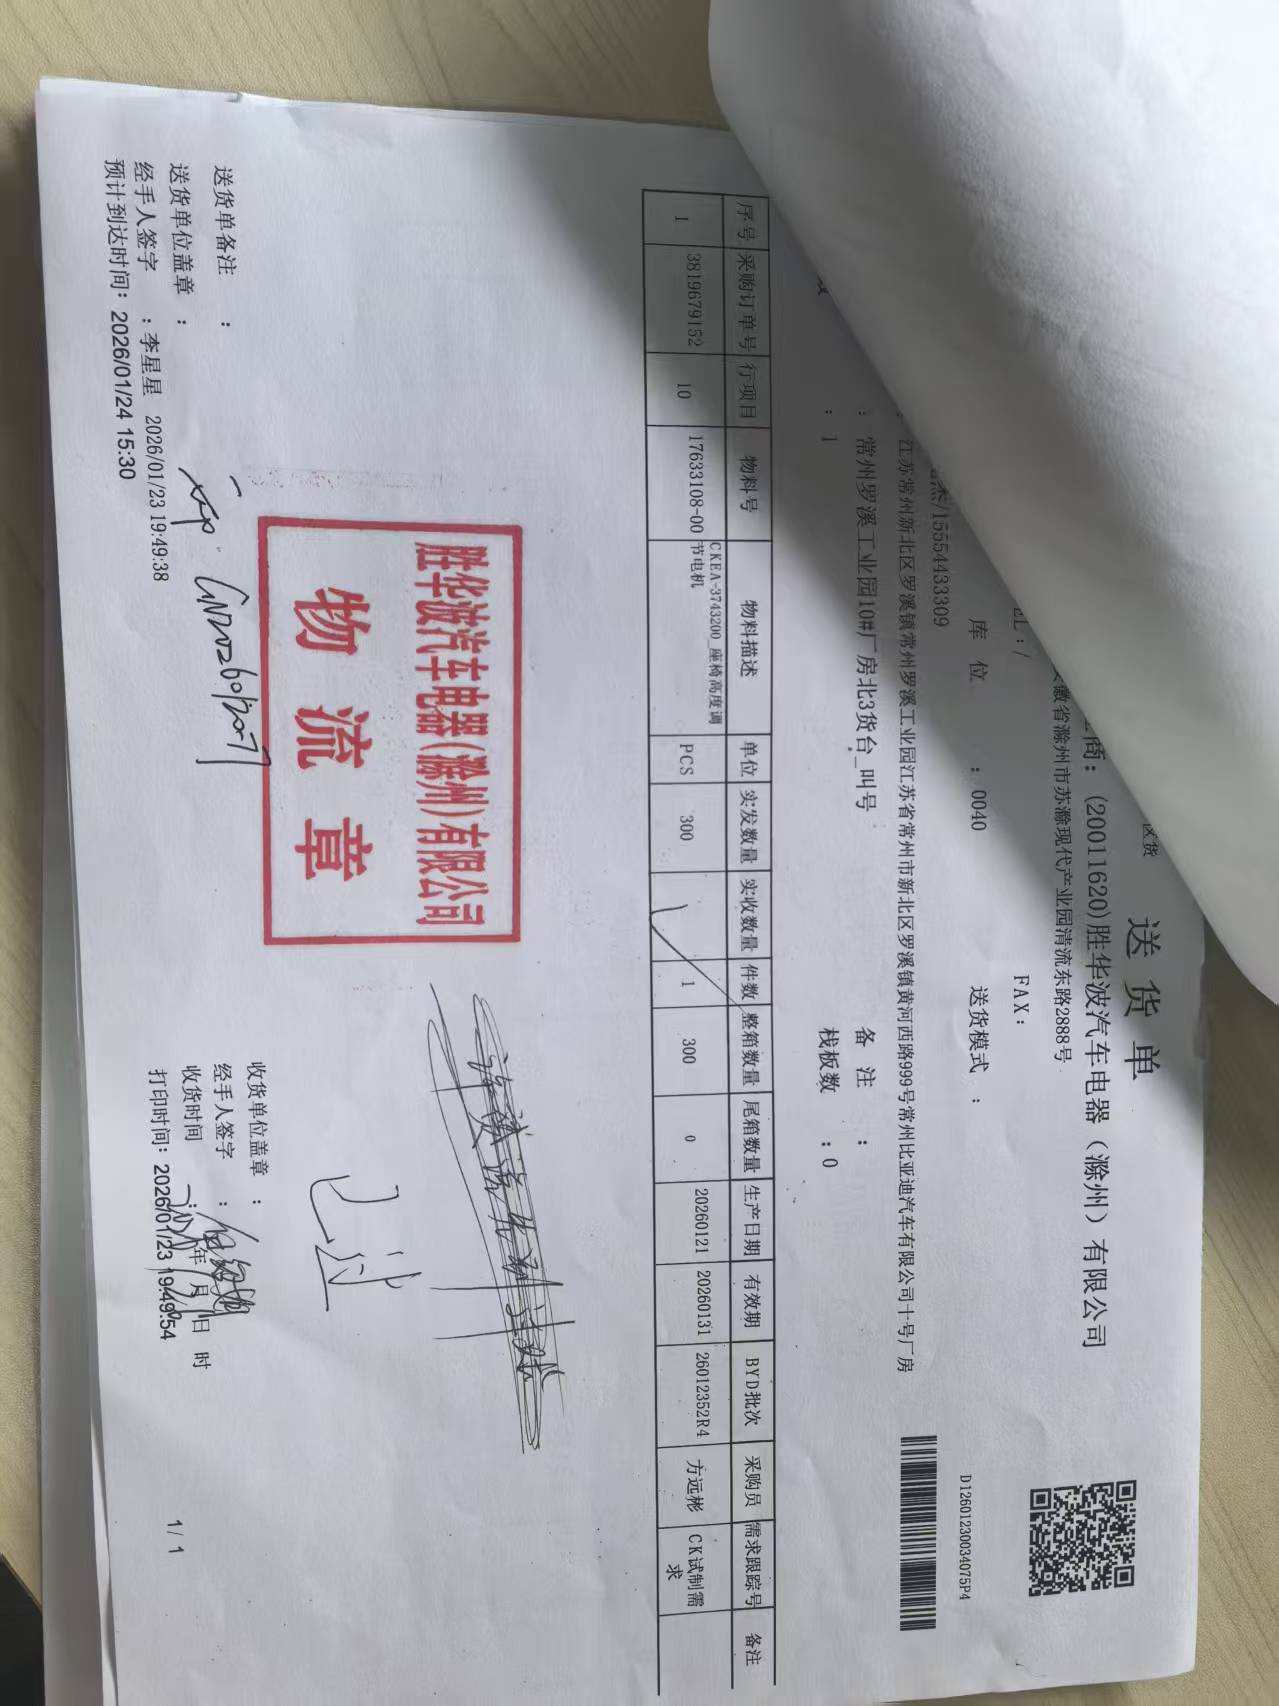 送 货 单
商: (20011620)胜华波汽车电器（滁州）有限公司
徽省滁州市苏滁现代产业园清流东路2888号
:/ FAX:
库 位 : 0040 送货模式 :
杰/15554433309
: 江苏常州新北区罗溪镇常州罗溪工业园江苏省常州市新北区罗溪镇黄河西路999号常州比亚迪汽车有限公司十号厂房
: 常州罗溪工业园10#厂房北3货台_叫号 备 注 :
: 1 栈板数 : 0
D12601230034075P4
序号 采购订单号 行项目 物料号 物料描述 单位 实发数量 实收数量 件数 整箱数量 尾箱数量 生产日期 有效期 BYD批次 采购员 需求跟踪号 备注
1 3819679152 10 17633108-00 CKEA-3743200_座椅高度调节电机 PCS 300 1 300 0 20260121 20260131 26012352R4 方远彬 CK试制需求
胜华波汽车电器(滁州)有限公司
物 流 章
送货单备注 :
送货单位盖章 : 收货单位盖章 :
经手人签字 : 李星星 2026/01/23 19:49:38 经手人签字 :
预计到达时间: 2026/01/24 15:30 收货时间 : 年 月 日 时
打印时间: 2026/01/23 19:49:54
1/ 1